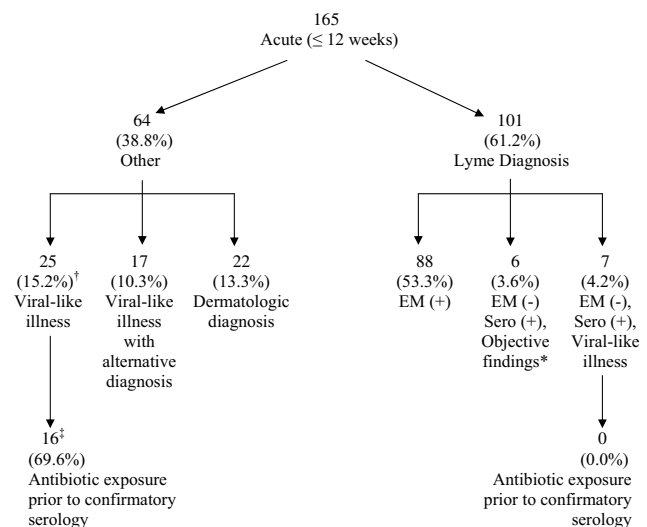 165
Acute (≤ 12 weeks)
64
(38.8%)
Other
101
(61.2%)
Lyme Diagnosis
25
(15.2%)†
Viral-like
illness
17
(10.3%)
Viral-like
illness
with
alternative
diagnosis
22
(13.3%)
Dermatologic
diagnosis
88
(53.3%)
EM (+)
6
(3.6%)
EM (-)
Sero (+),
Objective
findings*
7
(4.2%)
EM (-),
Sero (+),
Viral-like
illness
16‡
(69.6%)
Antibiotic exposure
prior to confirmatory
serology
0
(0.0%)
Antibiotic exposure
prior to confirmatory
serology